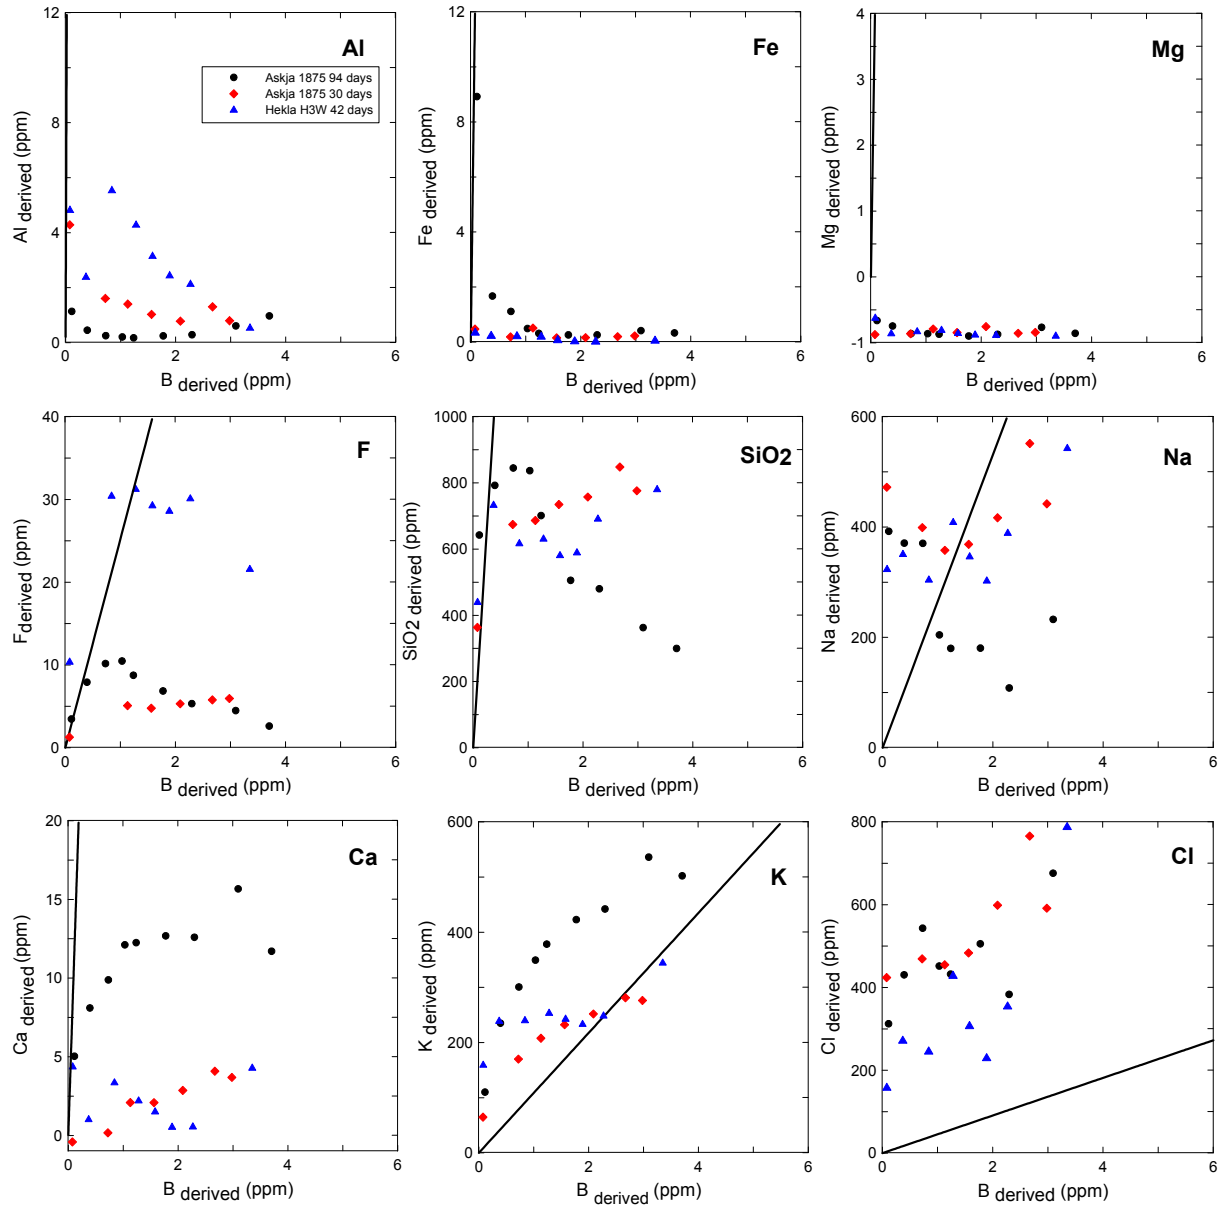 Al
Askja 1875 94 days
Askja 1875 30 days
Hekla H3W 42 days
12
8
4
0
0
2
4
6
Al derived (ppm)
B derived (ppm)
Fe
12
8
4
0
0
2
4
6
Fe derived (ppm)
B derived (ppm)
Mg
4
3
2
1
0
-1
0
2
4
6
Mg derived (ppm)
B derived (ppm)
F
40
30
20
10
0
0
2
4
6
F derived (ppm)
B derived (ppm)
SiO2
1000
800
600
400
200
0
0
2
4
6
SiO2 derived (ppm)
B derived (ppm)
Na
600
400
200
0
0
2
4
6
Na derived (ppm)
B derived (ppm)
Ca
20
15
10
5
0
0
2
4
6
Ca derived (ppm)
B derived (ppm)
K
600
400
200
0
0
2
4
6
K derived (ppm)
B derived (ppm)
Cl
800
600
400
200
0
0
2
4
6
Cl derived (ppm)
B derived (ppm)